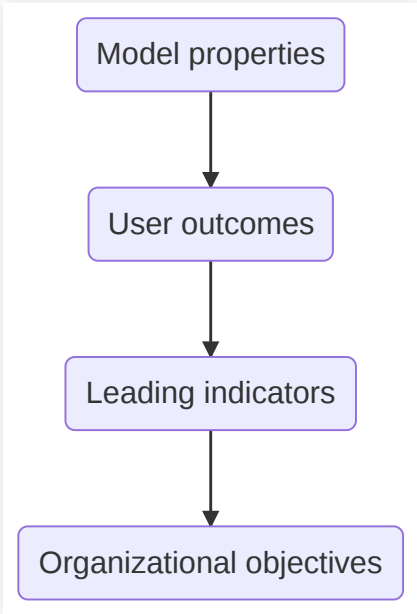 Model properties
User outcomes
Leading indicators
Organizational objectives